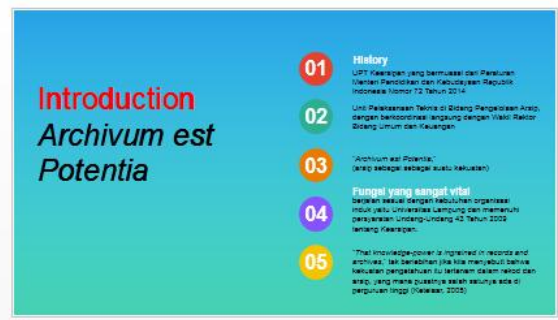 Introduction
Archivum est
Potentia
01
History
UPT Kearsipan yang bermuasal dari Peraturan
Menteri Pendidikan dan Kebudayaan Republik
Indonesia Nomor 72 Tahun 2014
02
Unit Pelaksanaan Teknis di Bidang Pengelolaan Arsip,
dengan berkoordinasi langsung dengan Wakil Rektor
Bidang Umum dan Keuangan
03
"Archivum est Potentia,"
(arsip sebagai sebagai suatu kekuatan)
04
Fungsi yang sangat vital
berjalan sesuai dengan kebutuhan organisasi
induk yaitu Universitas Lampung dan memenuhi
persyaratan Undang-Undang 43 Tahun 2009
tentang Kearsipan.
05
"That knowledge-power is ingrained in records and
archives," tak berlebihan jika kita menyebut bahwa
kekuatan pengetahuan itu tertanam dalam rekod dan
arsip, yang mana pusatnya salah satunya ada di
perguruan tinggi (Ketelaar, 2005)